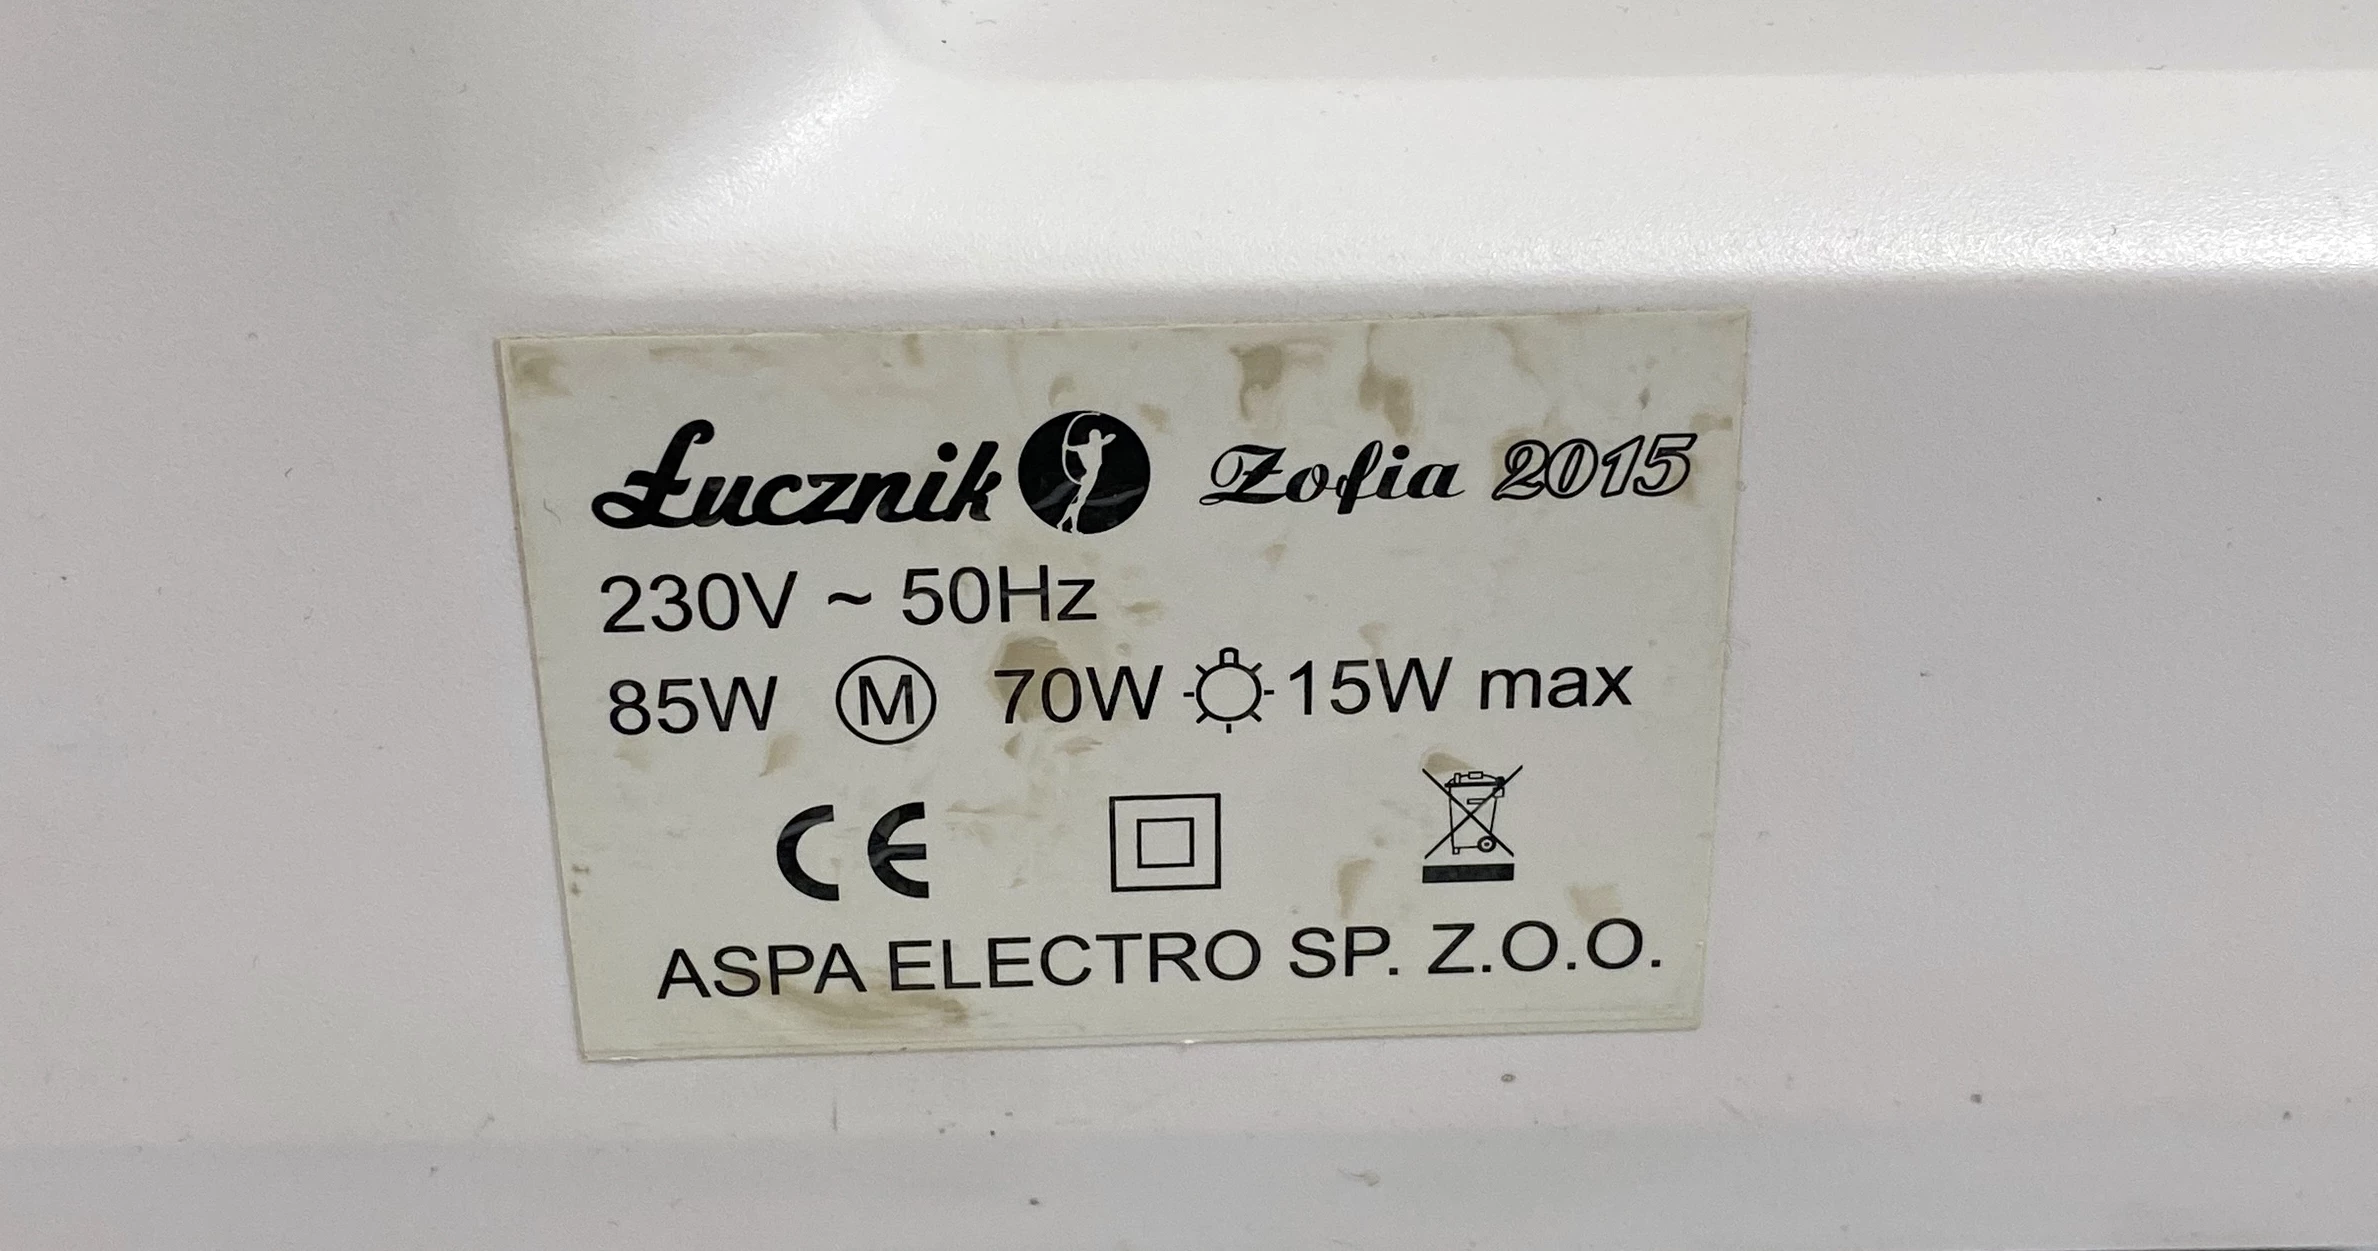 Łucznik Zofia 2015
230V ~ 50Hz
85W M 70W 15W max
CE
ASPA ELECTRO SP. Z.O.O.